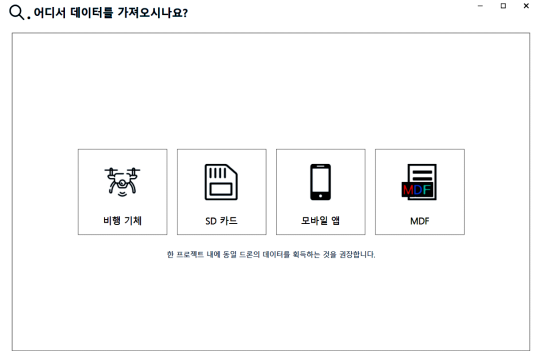 어디서 데이터를 가져오시나요?
비행 기체
SD 카드
모바일 앱
MDF
MDF
한 프로젝트 내에 동일 드론의 데이터를 획득하는 것을 권장합니다.